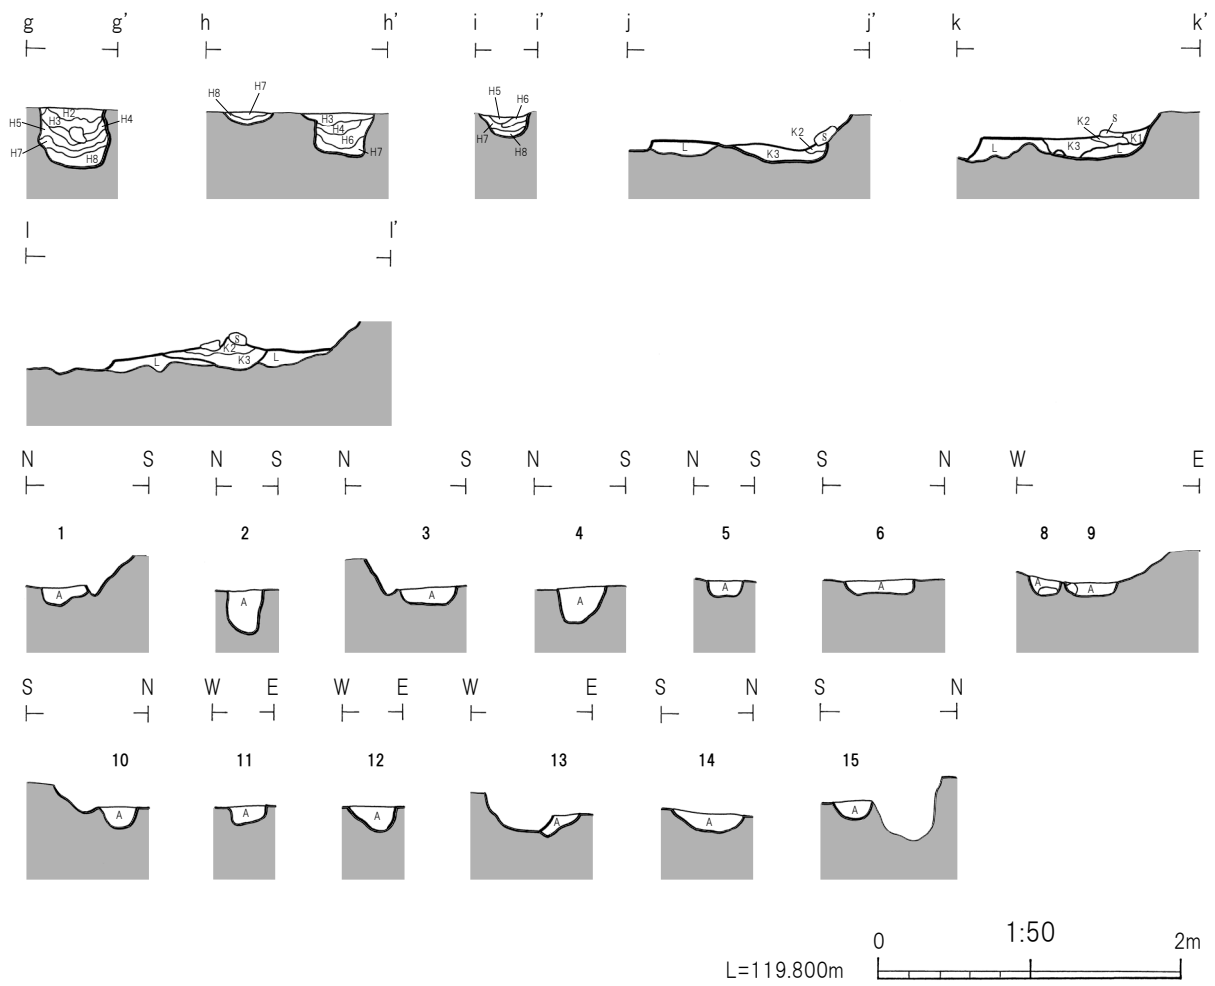 g g' h h' i i' j j' k k'
H2 H3 H4 H5 H7 H8
H8 H7 H3 H4 H6 H7
H5 H6 H7 H8
L K3 K2 S
L K3 K2 S K1 L
l l'
L K2 S K3 L
N S N S N S N S N S S N W E
1 2 3 4 5 6 8 9
A A A A A A A A
S N W E W E W E S N S N
10 11 12 13 14 15
A A A A A A
0 1:50 2m
L=119.800m